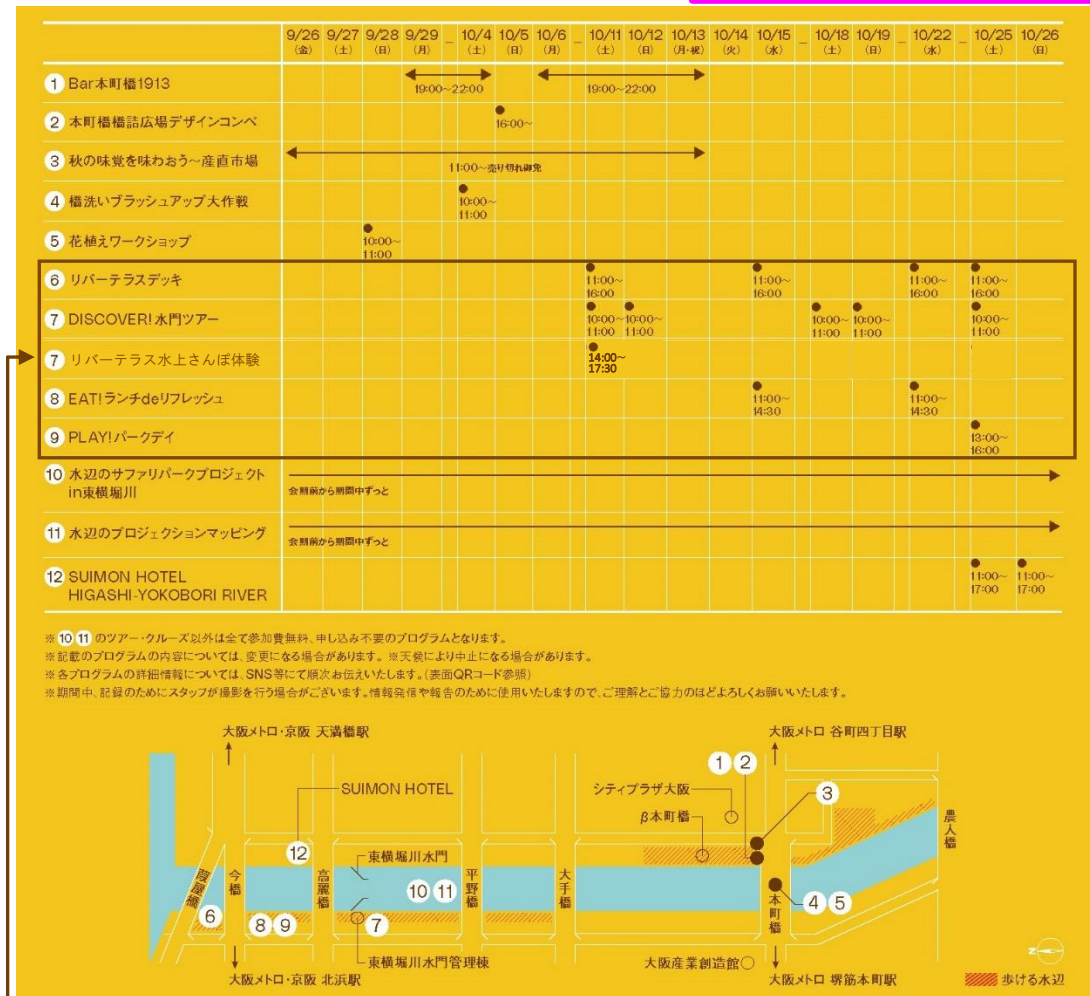 9/26 9/27 9/28 9/29 – 10/4 10/5 10/6 – 10/11 10/12 10/13 10/14 10/15 – 10/18 10/19 – 10/22 – 10/25 10/26
(金) (土) (日) (月) (土) (日) (月) (土) (日) (月・祝) (火) (水) (土) (日) (水) (土) (日)
1 Bar本町橋1913
19:00~22:00 19:00~22:00
2 本町橋橋詰広場デザインコンペ
16:00~
3 秋の味覚を味わおう~産直市場
11:00~売り切れ御免
4 橋洗いブラッシュアップ大作戦
10:00~
11:00
5 花植えワークショップ
10:00~
11:00
6 リバーテラスデッキ
11:00~ 11:00~ 11:00~ 11:00~
16:00 16:00 16:00 16:00
7 DISCOVER!水門ツアー
10:00~ 10:00~ 10:00~ 10:00~ 10:00~
11:00 11:00 11:00 11:00 11:00
7 リバーテラス水上さんぽ体験
14:00~
17:30
8 EAT!ランチdeリフレッシュ
11:00~ 11:00~
14:30 14:30
9 PLAY!パークデイ
13:00~
16:00
10 水辺のサファリパークプロジェクト
in東横堀川
会期前から期間中ずっと
11 水辺のプロジェクションマッピング
会期前から期間中ずっと
12 SUIMON HOTEL
HIGASHI-YOKOBORI RIVER
11:00~ 11:00~
17:00 17:00
※10 11 のツアー・クルーズ以外は全て参加費無料、申し込み不要のプログラムとなります。
※記載のプログラムの内容については、変更になる場合があります。 ※天候により中止になる場合があります。
※各プログラムの詳細情報については、SNS等にて順次お伝えいたします。(表面QRコード参照)
※期間中、記録のためにスタッフが撮影を行う場合がございます。情報発信や報告のために使用いたしますので、ご理解とご協力のほどよろしくお願いいたします。
大阪メトロ・京阪 天満橋駅
大阪メトロ 谷町四丁目駅
1 2
SUIMON HOTEL
シティプラザ大阪
3
β本町橋
農人橋
12
東横堀川水門
葭屋橋
今橋
高麗橋
10 11
平野橋
大手橋
本町橋
4 5
6
8 9
7
東横堀川水門管理棟
大阪産業創造館
Z
大阪メトロ・京阪 北浜駅
大阪メトロ 堺筋本町駅
歩ける水辺